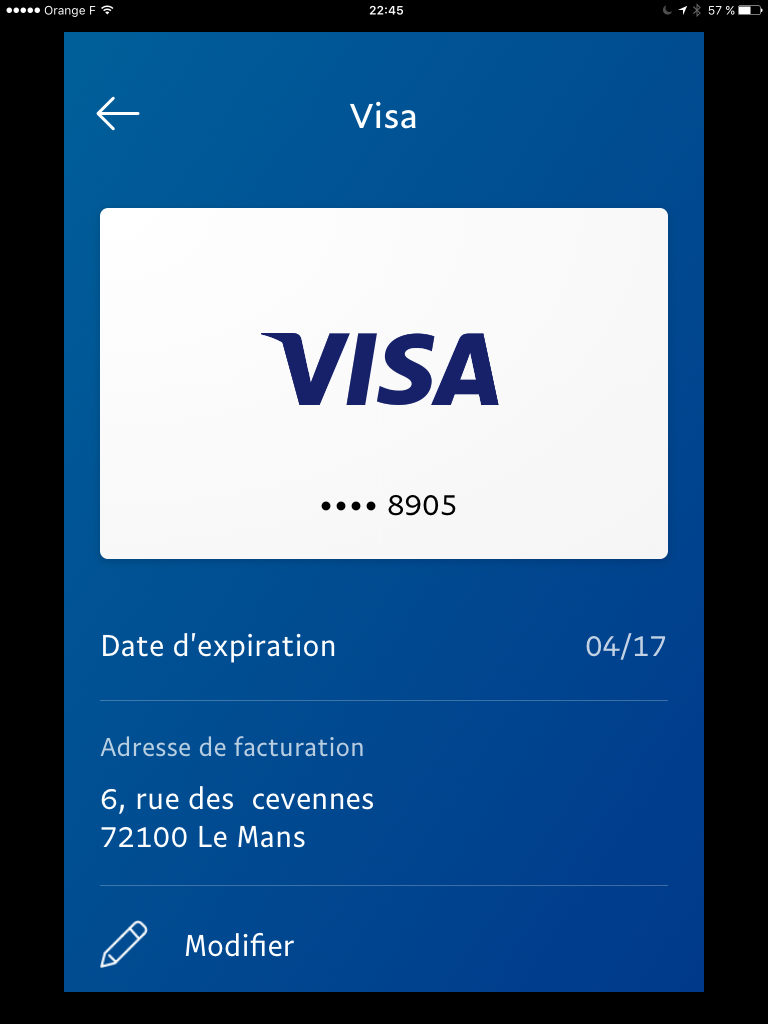 Orange F 22:45 57 %
Visa
VISA
•••• 8905
Date d'expiration 04/17
Adresse de facturation
6, rue des  cevennes
72100 Le Mans
Modifier